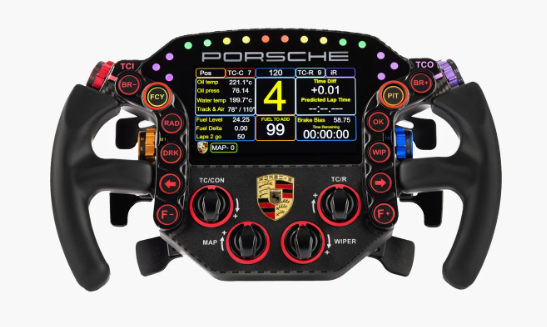 PORSCHE
TCI
TCO
Pos
TC-C 7
120
TC-R 9
iR
BR-
BR+
FCY
PIT
Oil temp 221.1°c
Oil press 76.14
Water temp 199.7°c
Track & Air 78° / 110°
4
Time Diff
+0.01
Predicted Lap Time
--:--.---
RAD
OK
Fuel Level 24.25
Fuel Delta 0.00
Laps 2 go 50
FUEL TO ADD
99
Brake Bias 58.75
Time Remaining
00:00:00
MAP- 0
DRK
WIP
TC/CON
TC/R
F-
F+
MAP
WIPER